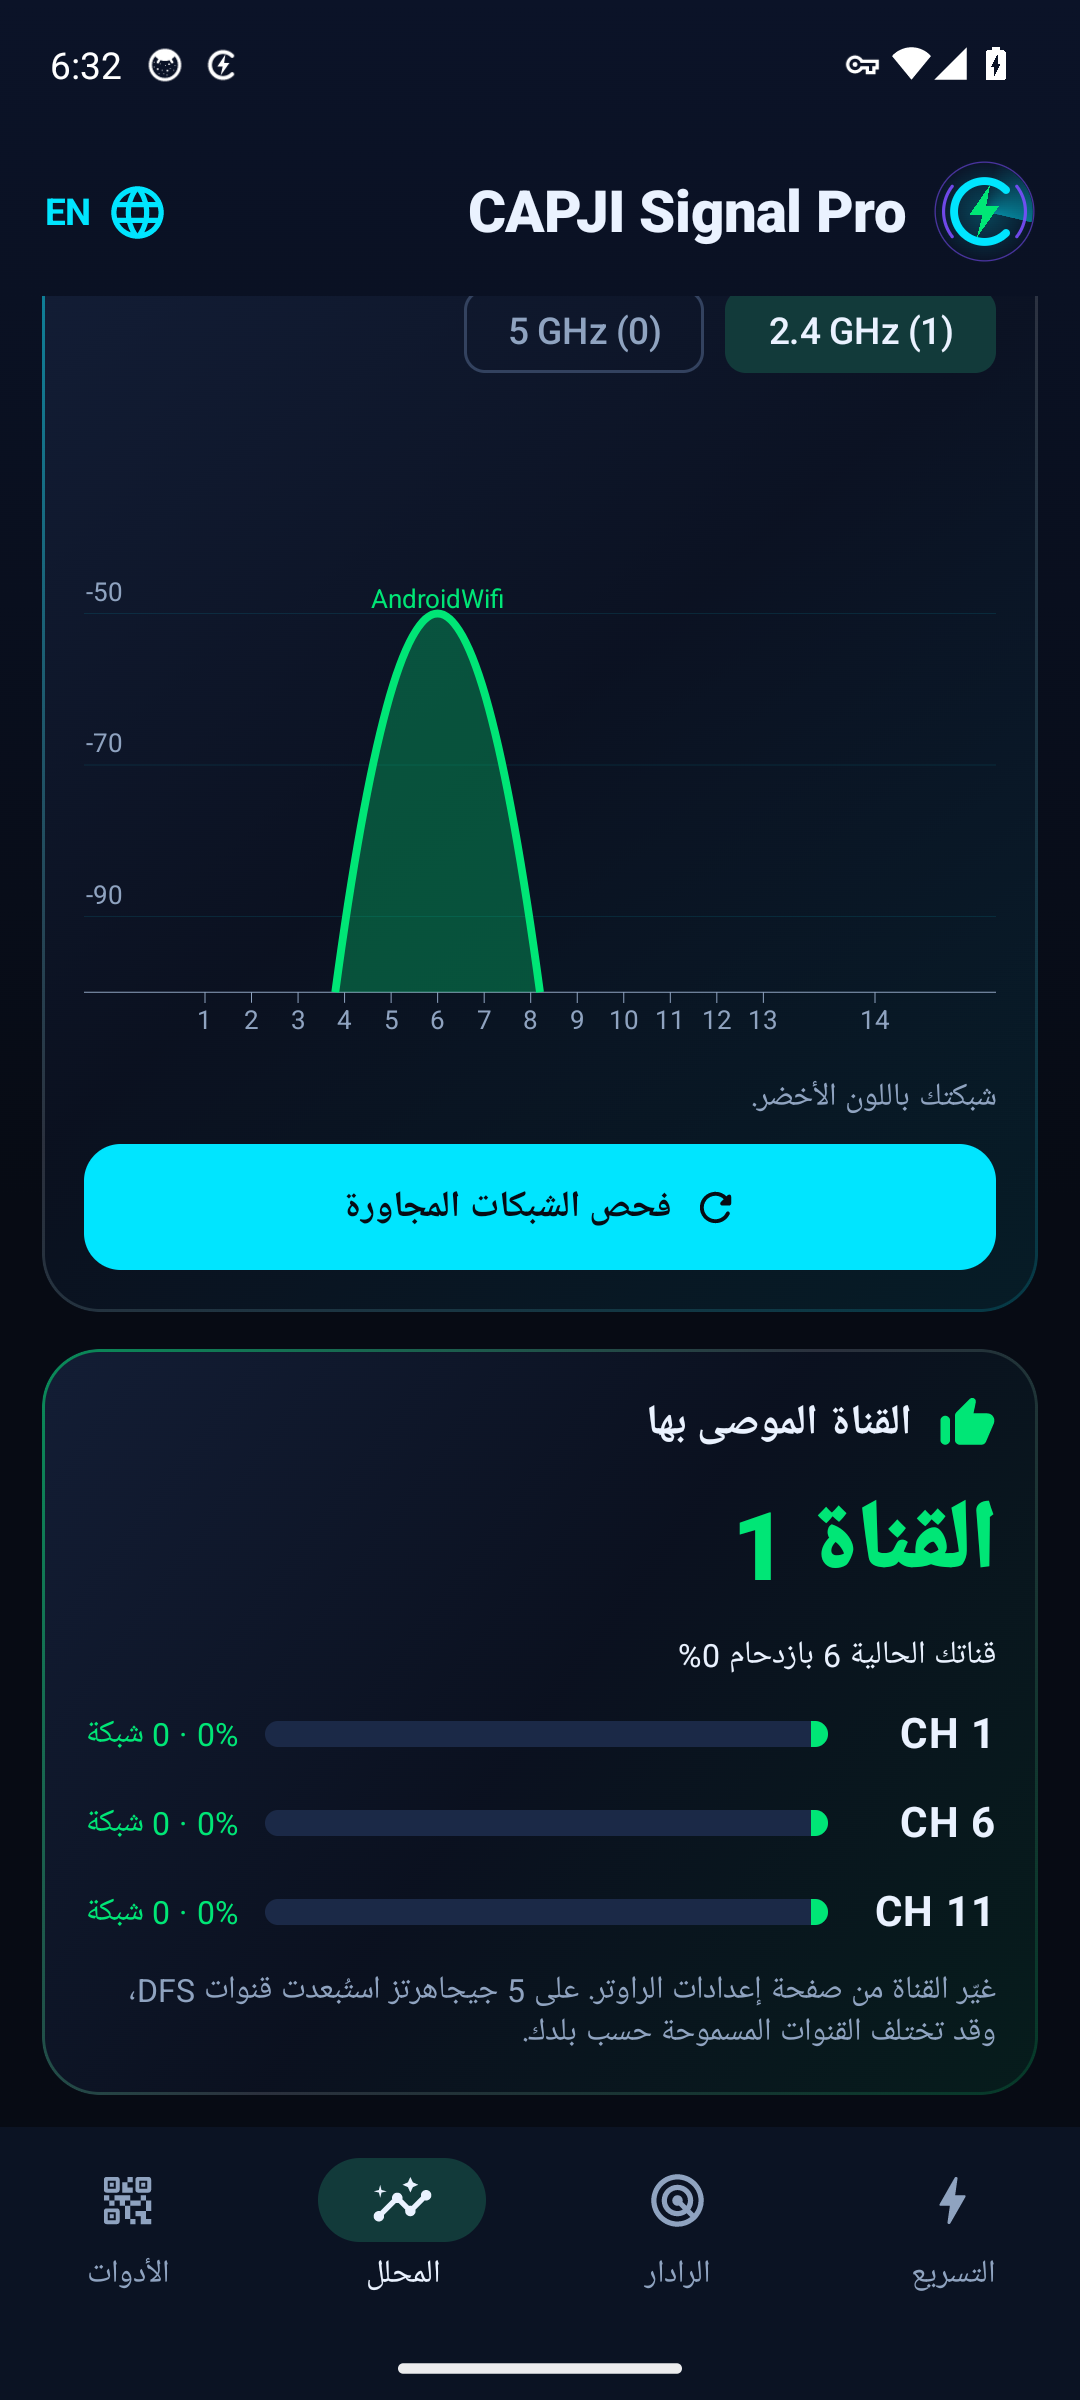 6:32
CAPJI Signal Pro
EN
2.4 GHz (1)
5 GHz (0)
-50
AndroidWifi
-70
-90
1 2 3 4 5 6 7 8 9 10 11 12 13 14
شبكتك باللون الأخضر.
فحص الشبكات المجاورة
القناة الموصى بها
القناة 1
قناتك الحالية 6 بازدحام 0%
CH 1
0% · 0 شبكة
CH 6
0% · 0 شبكة
CH 11
0% · 0 شبكة
غيّر القناة من صفحة إعدادات الراوتر. على 5 جيجاهرتز استُبعدت قنوات DFS،
وقد تختلف القنوات المسموحة حسب بلدك.
التسريع
الرادار
المحلل
الأدوات